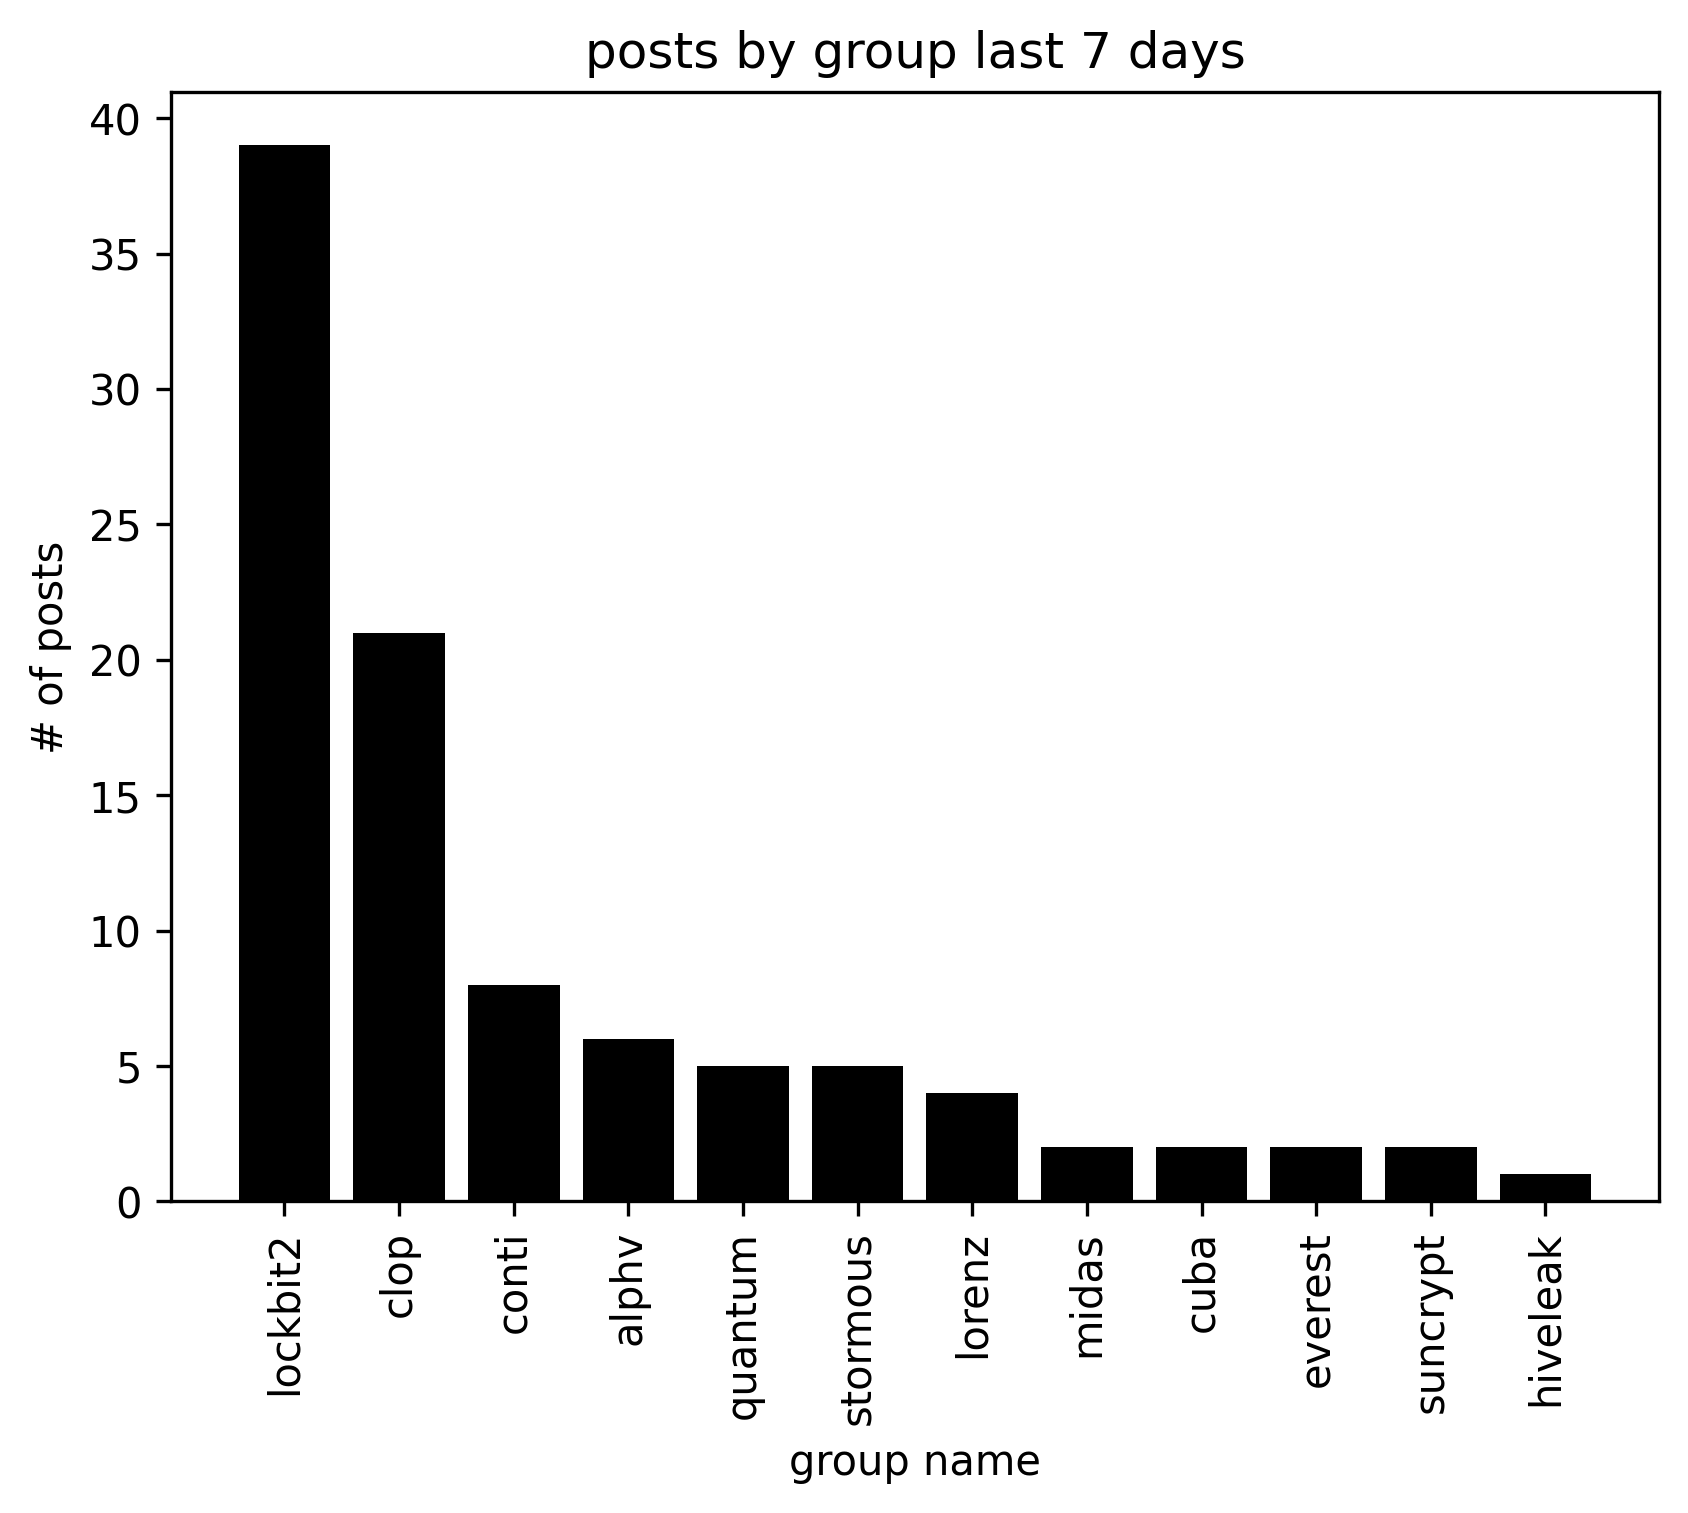 posts by group last 7 days
# of posts
40
35
30
25
20
15
10
5
0
lockbit2
clop
conti
alphv
quantum
stormous
lorenz
midas
cuba
everest
suncrypt
hiveleak
group name